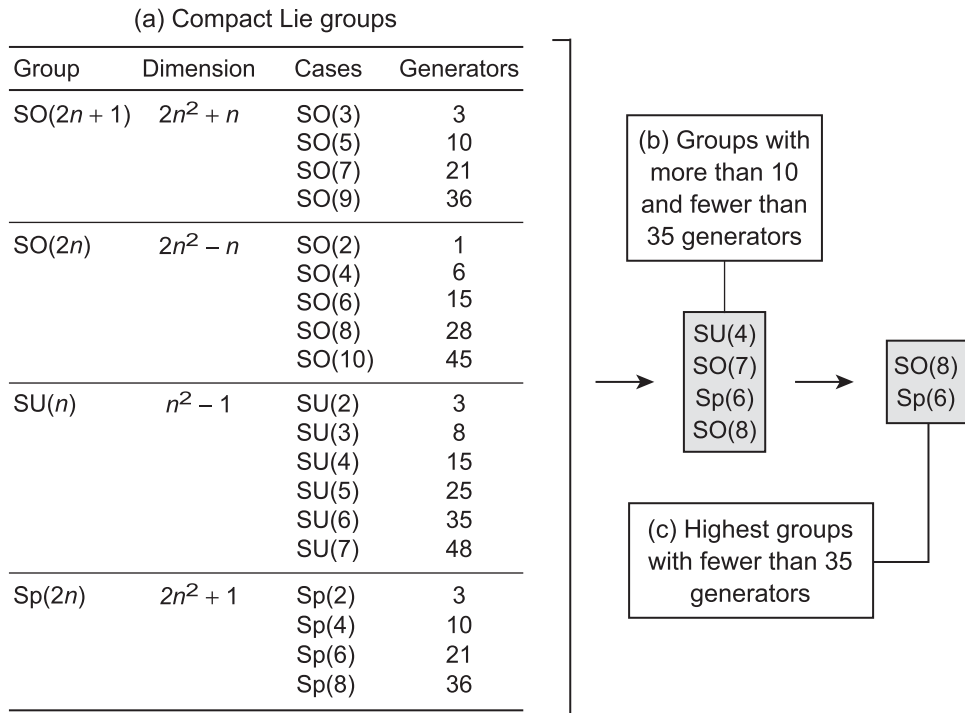 (a) Compact Lie groups
Group Dimension Cases Generators
SO(2n + 1) 2n² + n SO(3) 3
SO(5) 10
SO(7) 21
SO(9) 36
SO(2n) 2n² – n SO(2) 1
SO(4) 6
SO(6) 15
SO(8) 28
SO(10) 45
SU(n) n² – 1 SU(2) 3
SU(3) 8
SU(4) 15
SU(5) 25
SU(6) 35
SU(7) 48
Sp(2n) 2n² + 1 Sp(2) 3
Sp(4) 10
Sp(6) 21
Sp(8) 36
(b) Groups with
more than 10
and fewer than
35 generators
SU(4)
SO(7)
Sp(6)
SO(8)
SO(8)
Sp(6)
(c) Highest groups
with fewer than 35
generators